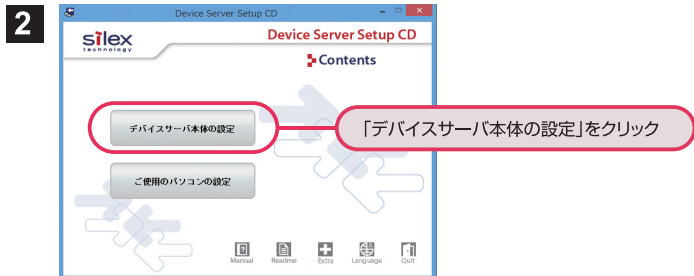 2
Device Server Setup CD
silex
technology
Device Server Setup CD
Contents
デバイスサーバ本体の設定
「デバイスサーバ本体の設定」をクリック
ご使用のパソコンの設定
Manual
Readme
Extra
Language
Quit